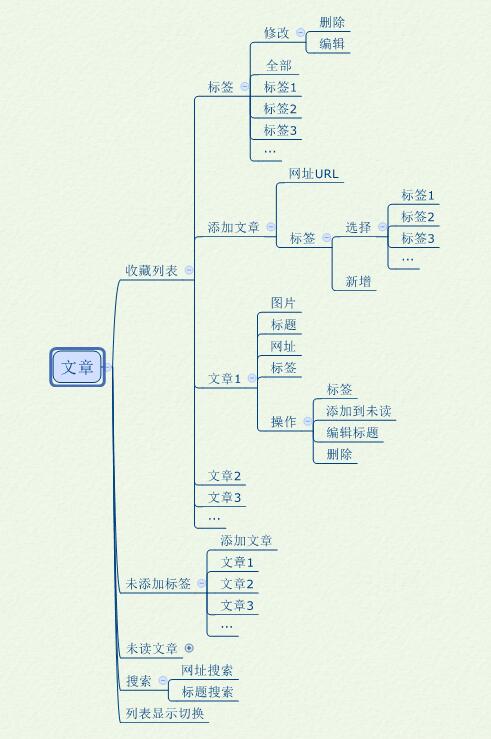 文章
收藏列表
标签
修改
删除
编辑
全部
标签1
标签2
标签3
...
添加文章
网址URL
标签
选择
标签1
标签2
标签3
...
新增
文章1
图片
标题
网址
标签
操作
标签
添加到未读
编辑标题
删除
文章2
文章3
...
未添加标签
添加文章
文章1
文章2
文章3
...
未读文章
搜索
网址搜索
标题搜索
列表显示切换